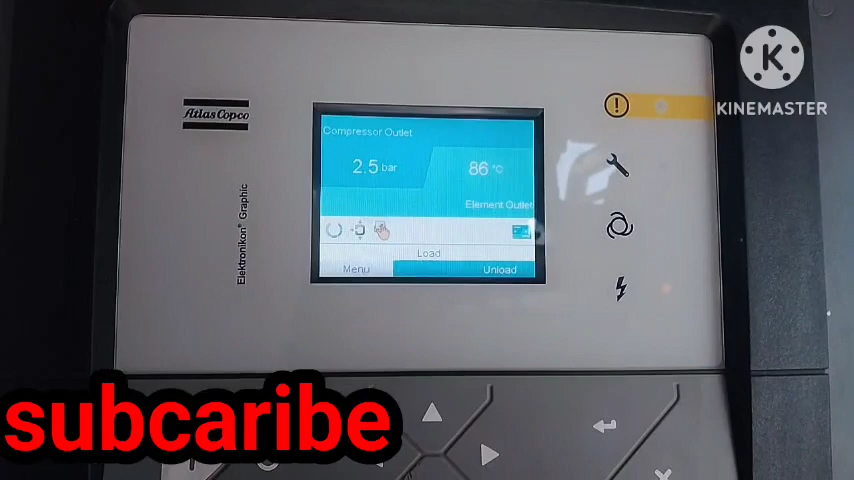 KINEMASTER
Atlas Copco
Elektronikon® Graphic
Compressor Outlet
2.5 bar
86 °C
Element Outlet
Load
Menu
Unload
subcaribe